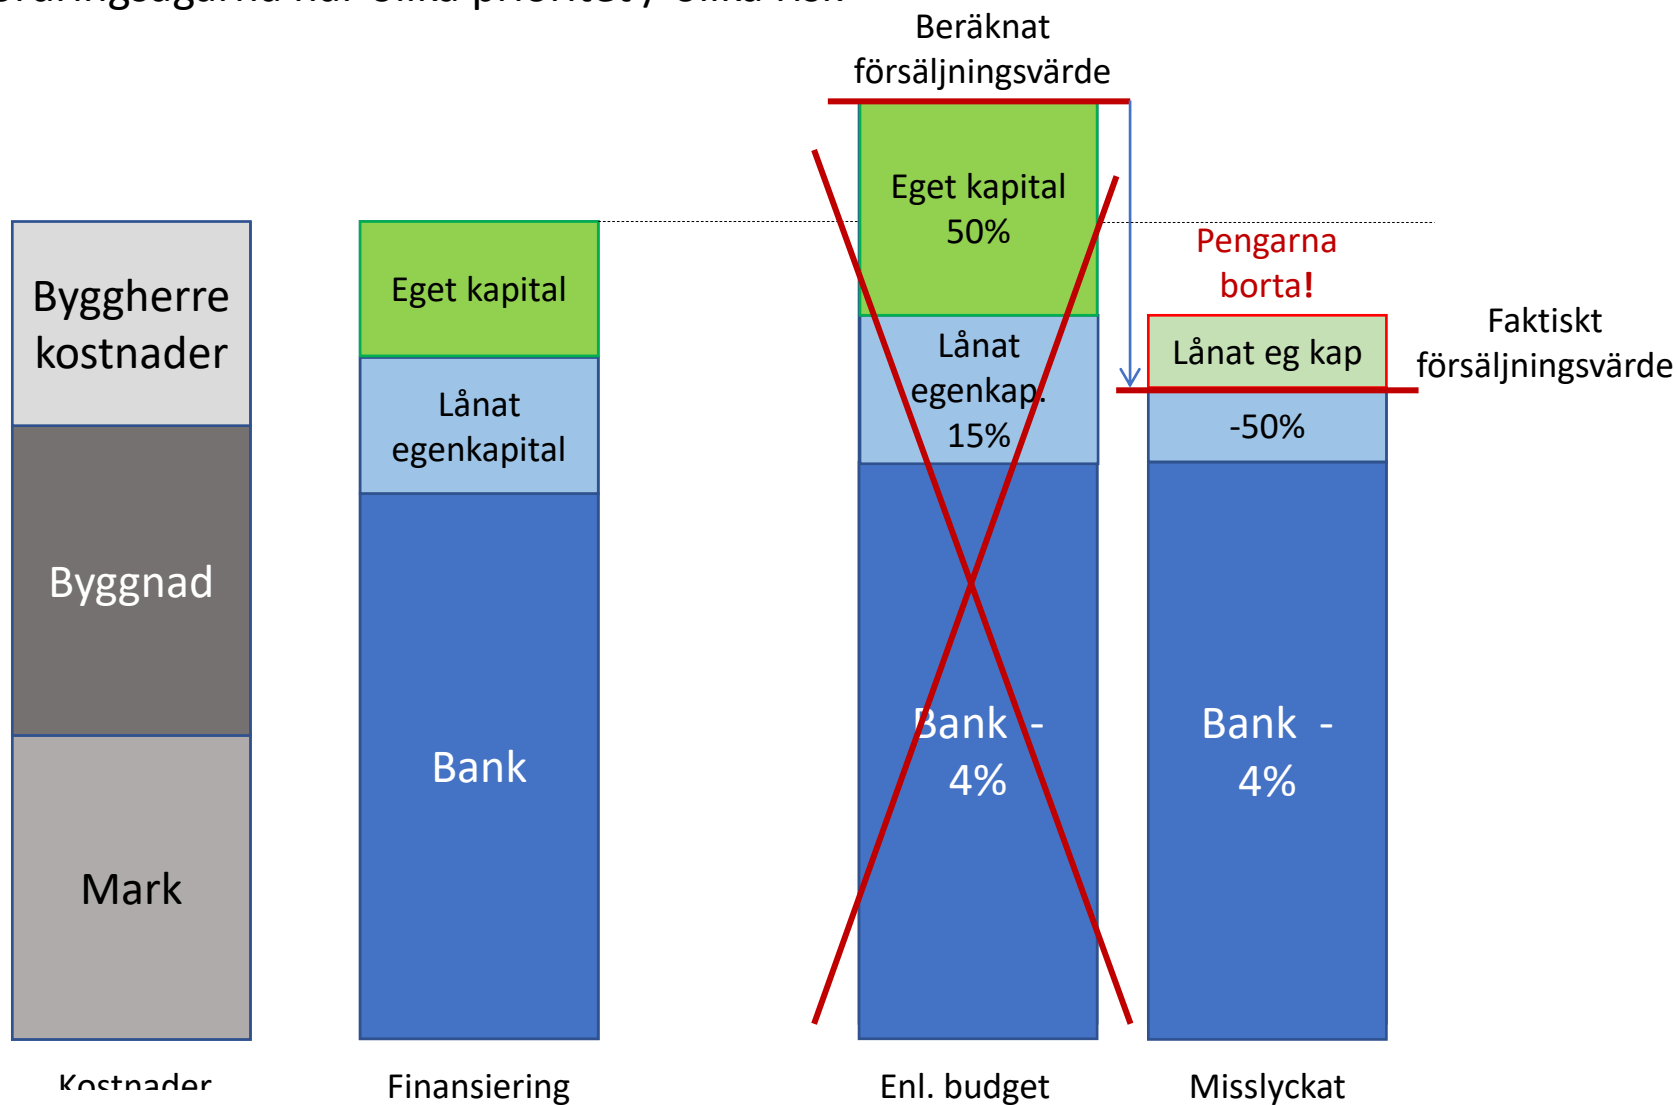 Beräknat
försäljningsvärde
Byggherre
kostnader
Byggnad
Mark
Kostnader
Eget kapital
Lånat
egenkapital
Bank
Finansiering
Eget kapital
50%
Lånat
egenkap.
15%
Bank -
4%
Enl. budget
Pengarna
borta!
Lånat eg kap
-50%
Bank -
4%
Misslyckat
Faktiskt
försäljningsvärde